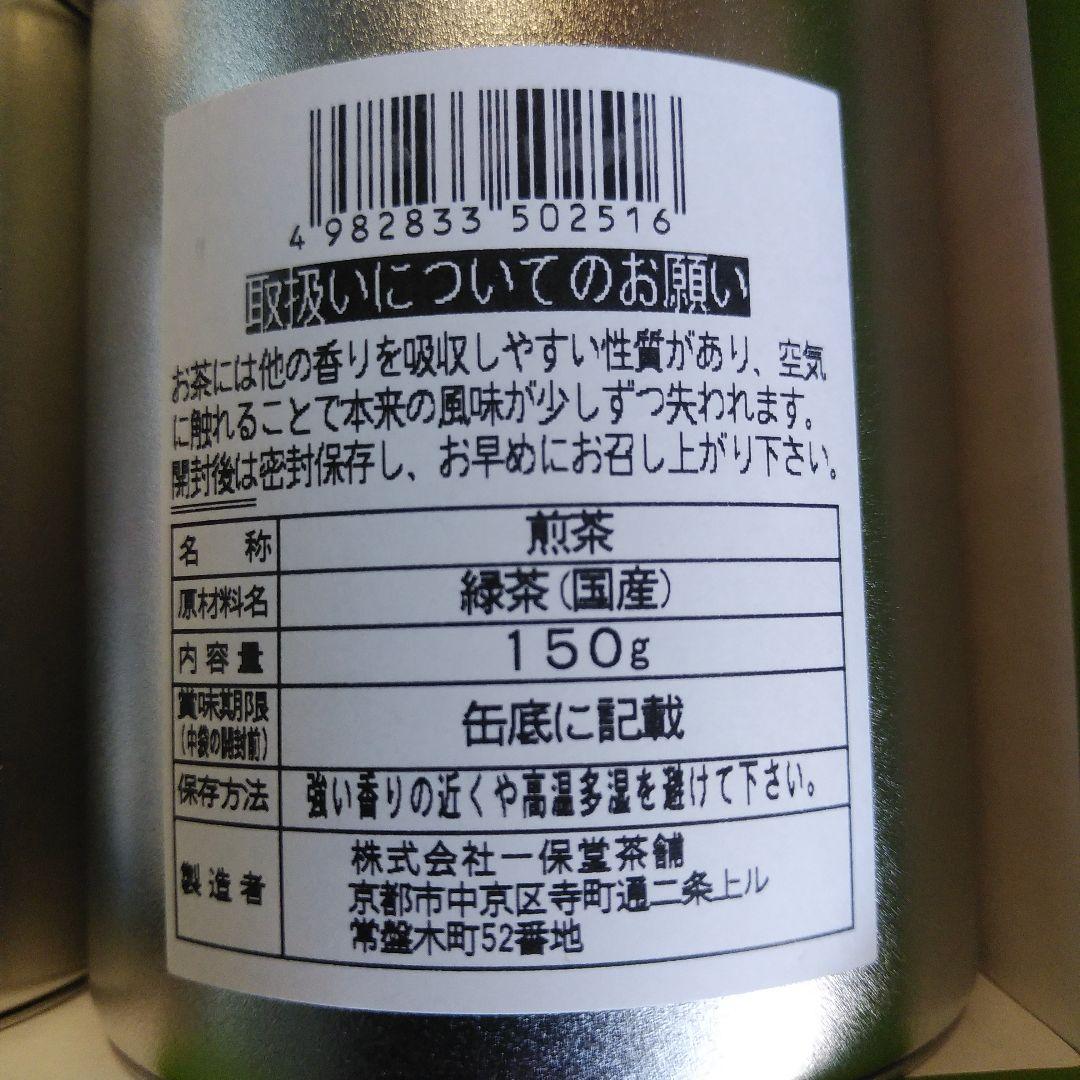 4 982833 502516
取扱いについてのお願い
お茶には他の香りを吸収しやすい性質があり、空気
に触れることで本来の風味が少しずつ失われます。
開封後は密封保存し、お早めにお召し上がり下さい。
名称 煎茶
原材料名 緑茶(国産)
内容量 150g
賞味期限 缶底に記載
(中袋の開封前)
保存方法 強い香りの近くや高温多湿を避けて下さい。
製造者 株式会社一保堂茶舗
京都市中京区寺町通二条上ル
常盤木町52番地